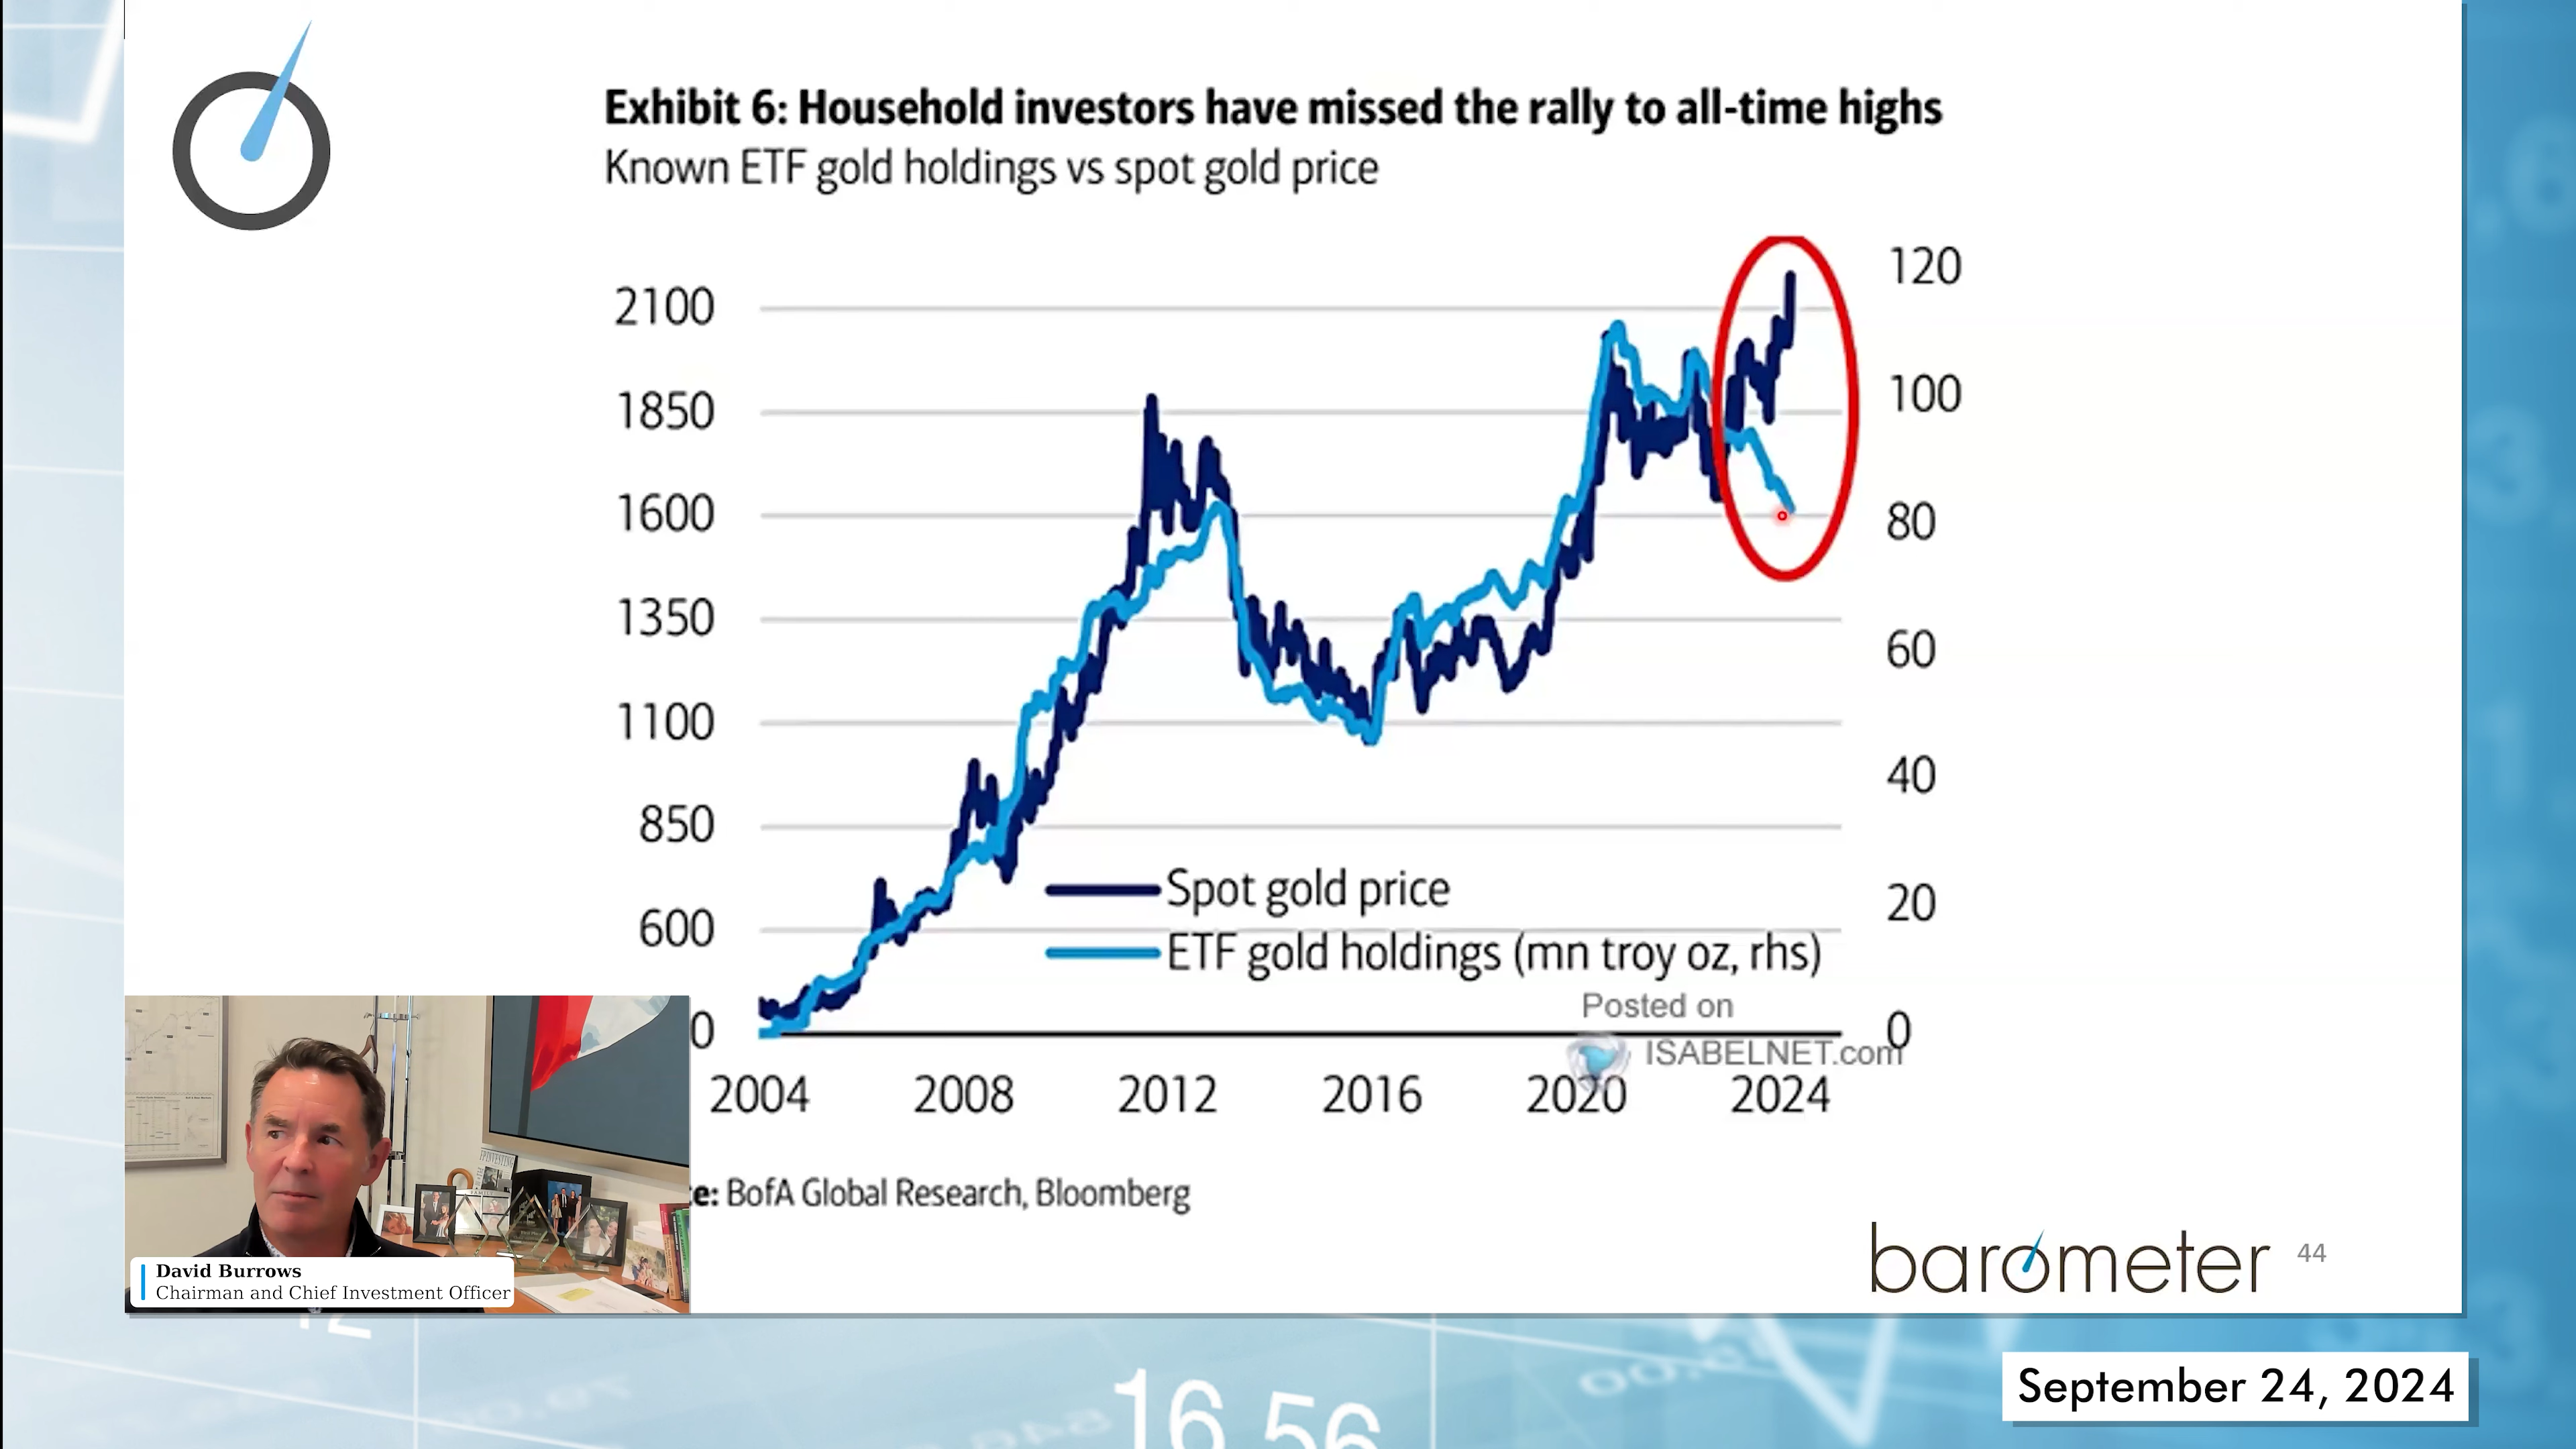 Exhibit 6: Household investors have missed the rally to all-time highs
Known ETF gold holdings vs spot gold price
2100
1850
1600
1350
1100
850
600
0
120
100
80
60
40
20
0
Spot gold price
ETF gold holdings (mn troy oz, rhs)
Posted on
ISABELNET.com
2004 2008 2012 2016 2020 2024
e: BofA Global Research, Bloomberg
David Burrows
Chairman and Chief Investment Officer
barometer 44
September 24, 2024
16.56